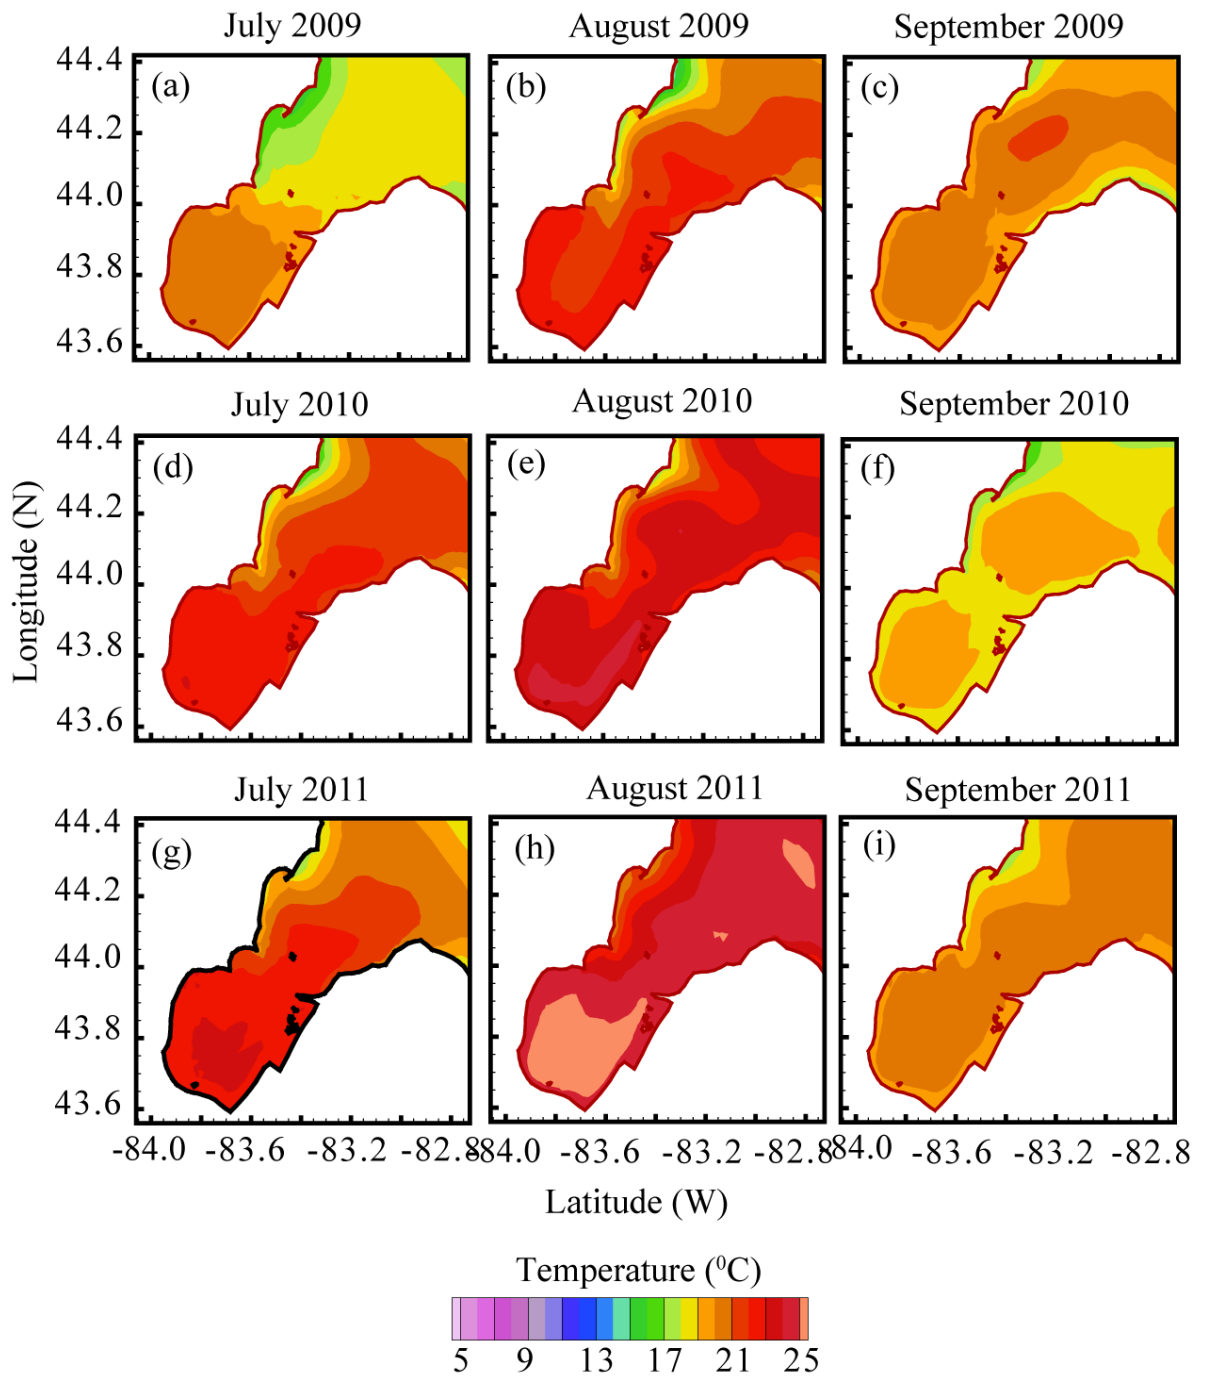 July 2009 August 2009 September 2009
44.4 (a) (b) (c)
44.2
44.0
43.8
43.6
July 2010 August 2010 September 2010
44.4 (d) (e) (f)
44.2
44.0
43.8
43.6
Longitude (N)
July 2011 August 2011 September 2011
44.4 (g) (h) (i)
44.2
44.0
43.8
43.6
-84.0 -83.6 -83.2 -82.8 -84.0 -83.6 -83.2 -82.8 -84.0 -83.6 -83.2 -82.8
Latitude (W)
Temperature (⁰C)
5 9 13 17 21 25